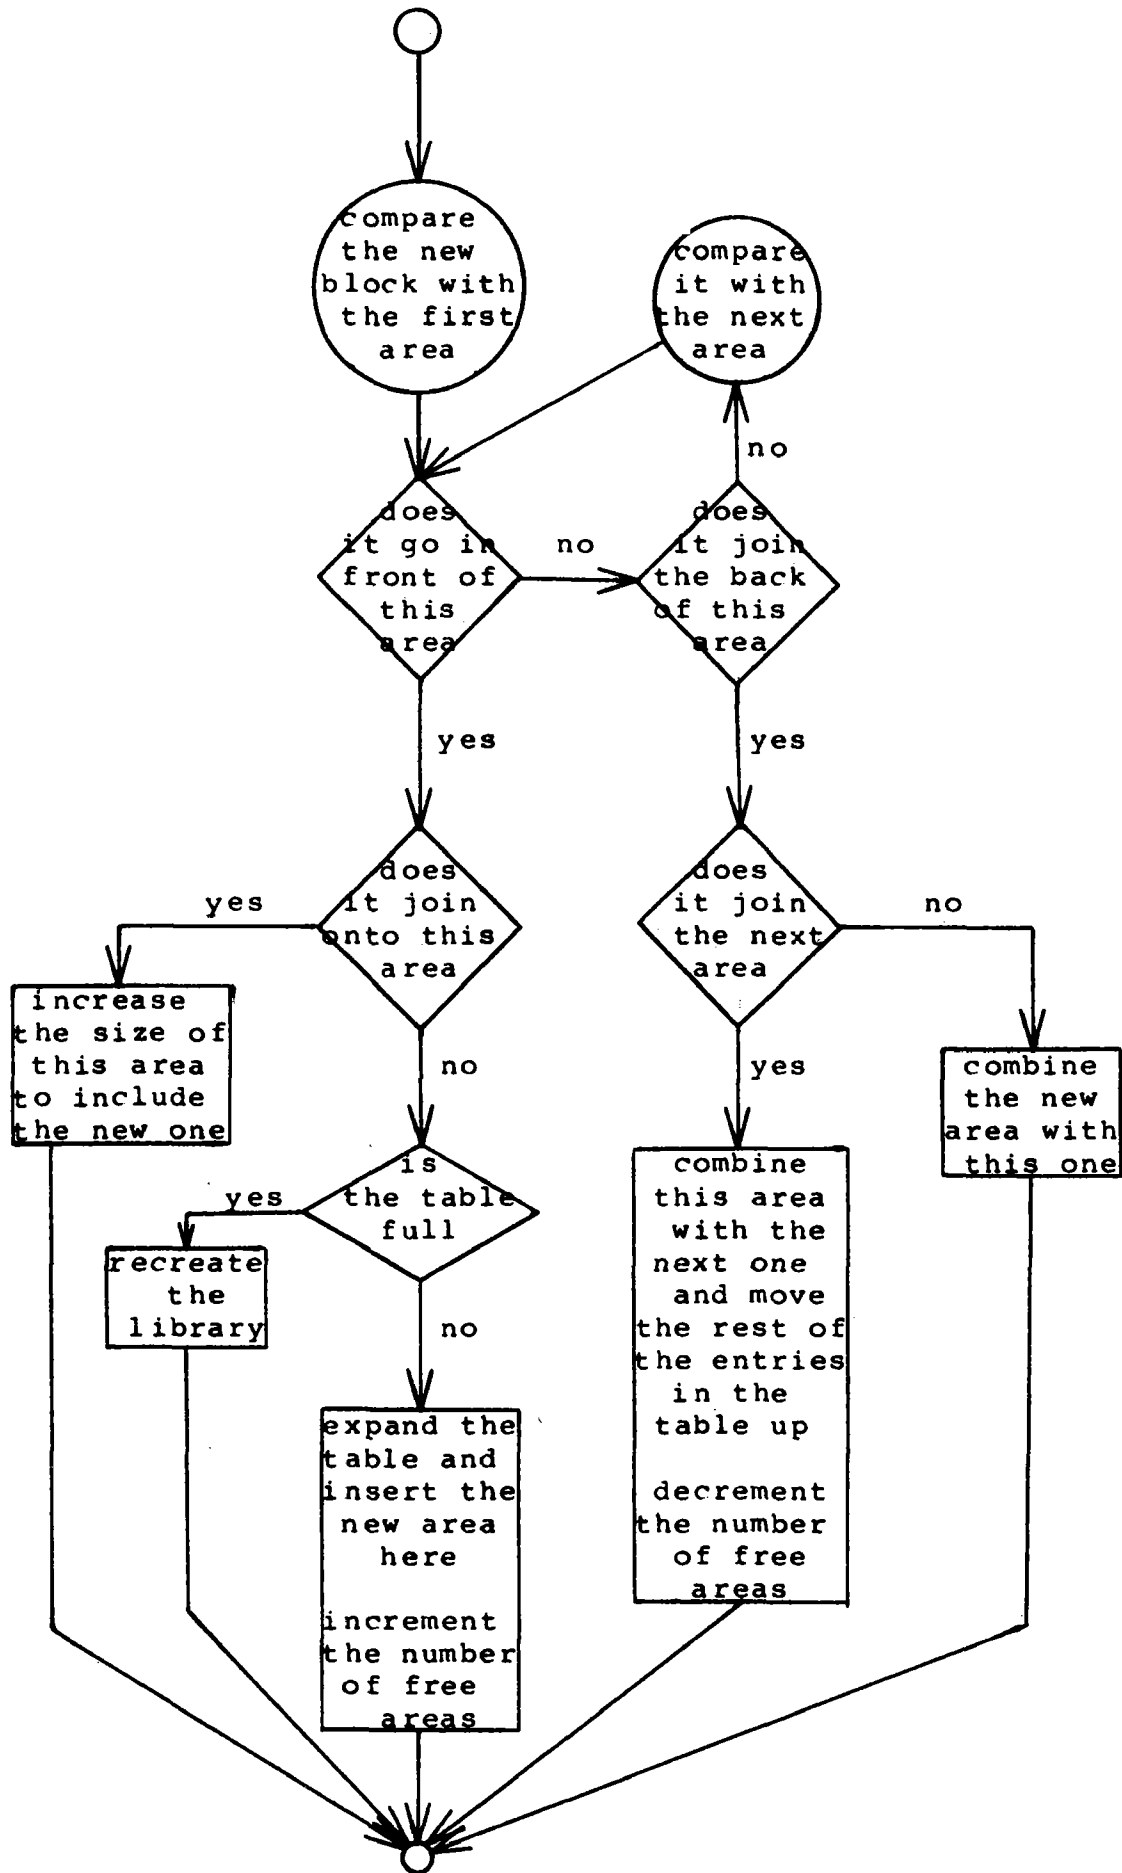 compare
the new
block with
the first
area
compare
it with
the next
area
no
does
it go in
front of
this
area
no
does
it join
the back
of this
area
yes
yes
does
it join
onto this
area
yes
does
it join
the next
area
no
increase
the size of
this area
to include
the new one
no
yes
combine
the new
area with
this one
is
the table
full
yes
recreate
the
library
no
combine
this area
with the
next one
and move
the rest of
the entries
in the
table up
decrement
the number
of free
areas
expand the
table and
insert the
new area
here
increment
the number
of free
areas